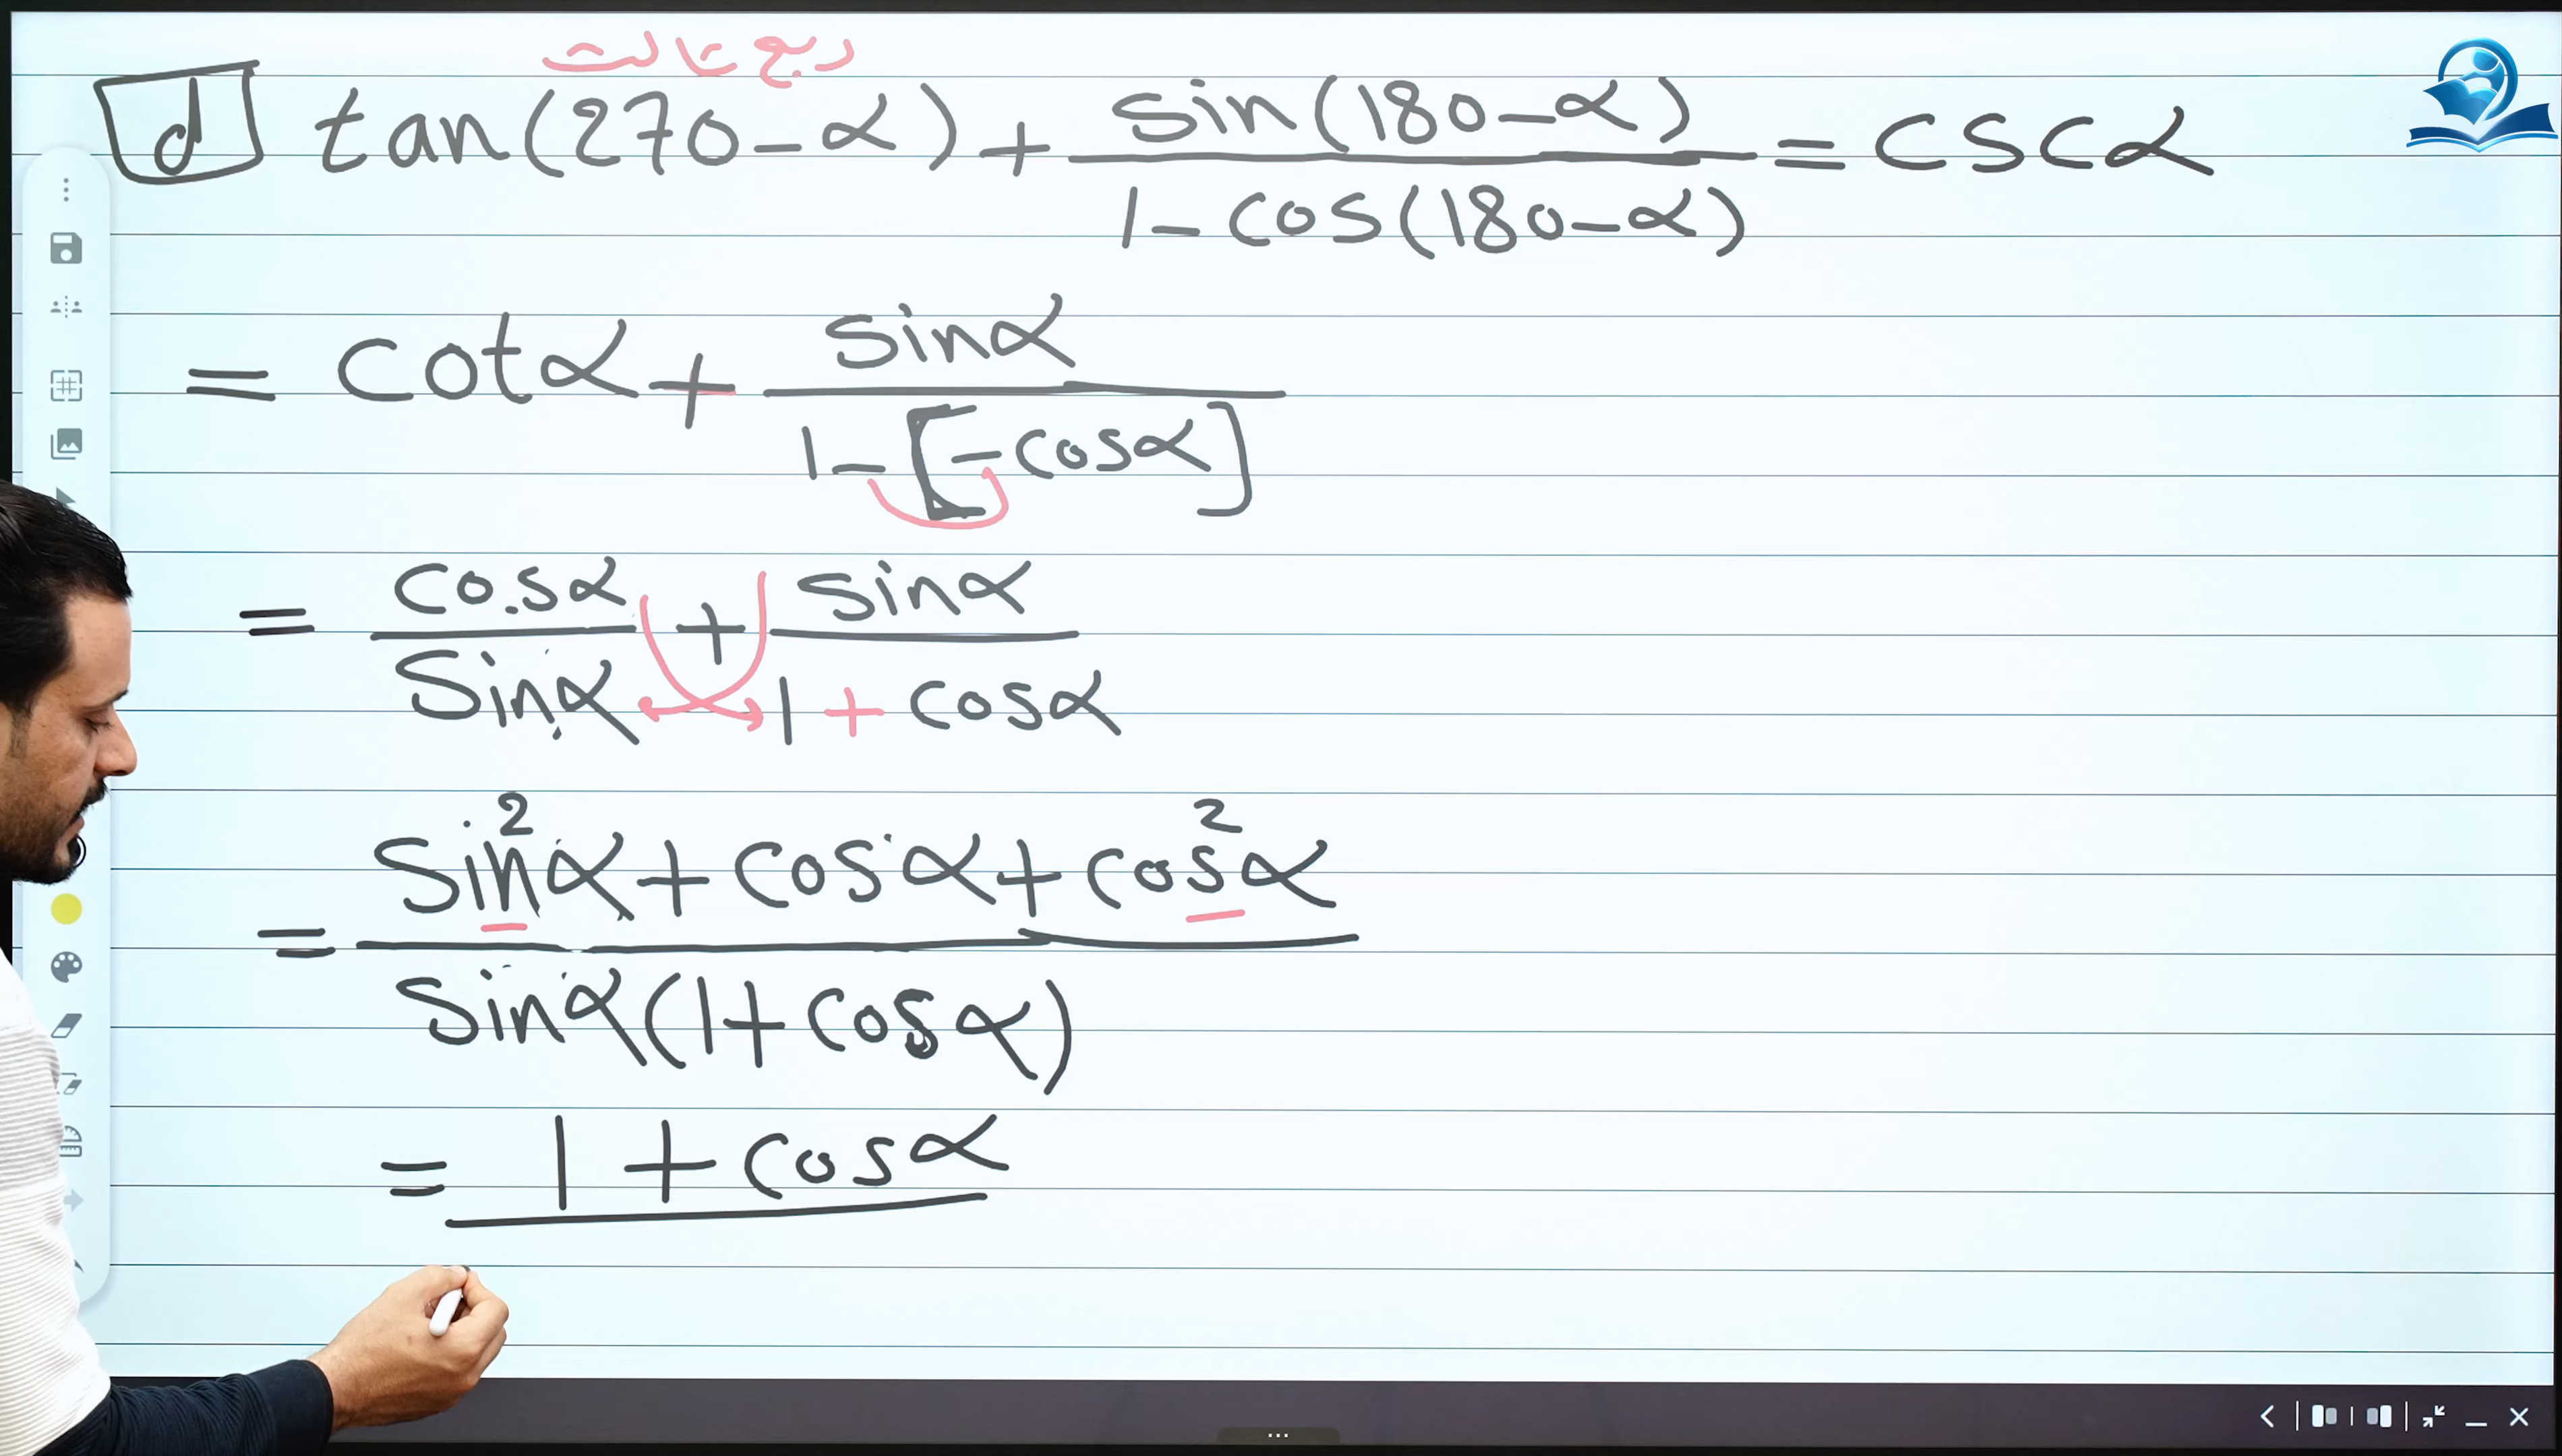 ربع ثالث
d tan(270-α) + sin(180-α) / 1-cos(180-α) = cscα
= cotα + sinα / 1-[-cosα]
= cosα / sinα + sinα / 1 + cosα
= sin²α + cosα + cos²α / sinα(1+cosα)
= 1 + cosα